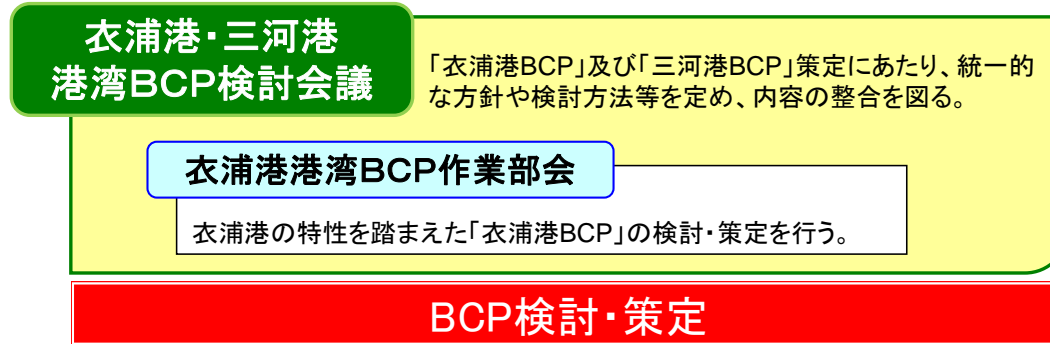 衣浦港・三河港
港湾BCP検討会議
「衣浦港BCP」及び「三河港BCP」策定にあたり、統一的
な方針や検討方法等を定め、内容の整合を図る。
衣浦港港湾BCP作業部会
衣浦港の特性を踏まえた「衣浦港BCP」の検討・策定を行う。
BCP検討・策定